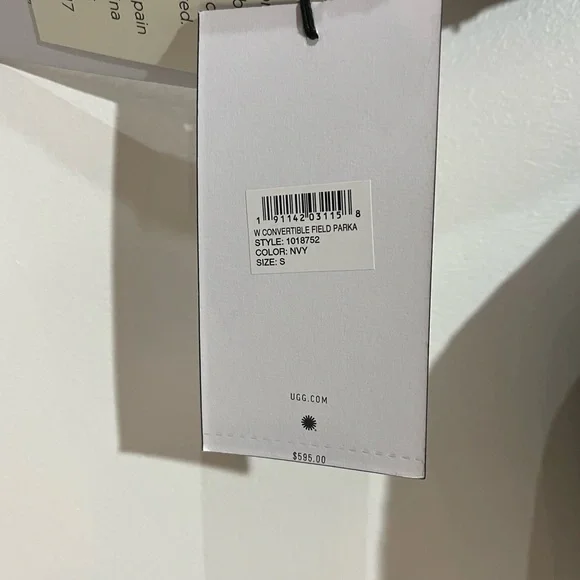 pain
na
7
ed.
1 91142 03115 8
W CONVERTIBLE FIELD PARKA
STYLE: 1018752
COLOR: NVY
SIZE: S
UGG.COM
$595.00